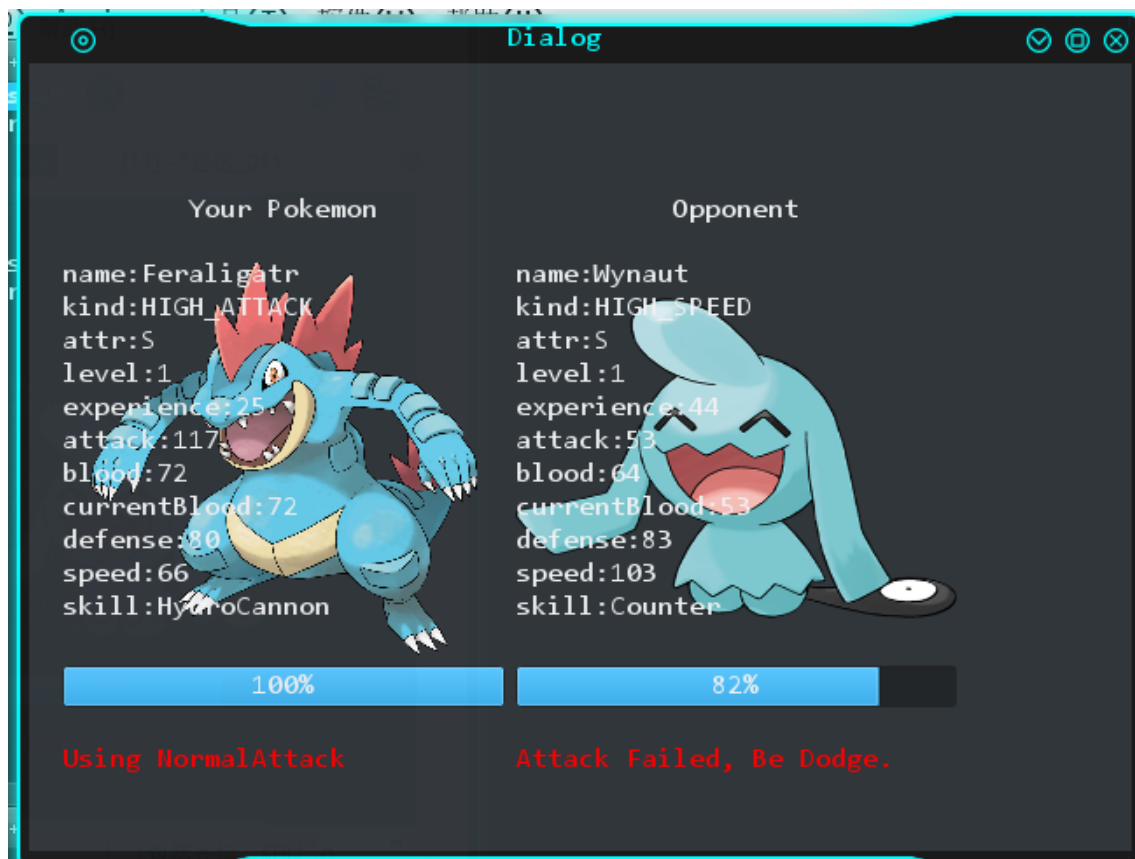 Dialog
Your Pokemon
Opponent
name:Feraligatr
kind:HIGH_ATTACK
attr:S
level:1
experience:257
attack:117
blood:72
currentBlood:72
defense:80
speed:66
skill:HydroCannon
name:Wynaut
kind:HIGH_SPEED
attr:S
level:1
experience:44
attack:53
blood:64
currentBlood:53
defense:83
speed:103
skill:Counter
100%
82%
Using NormalAttack
Attack Failed, Be Dodge.